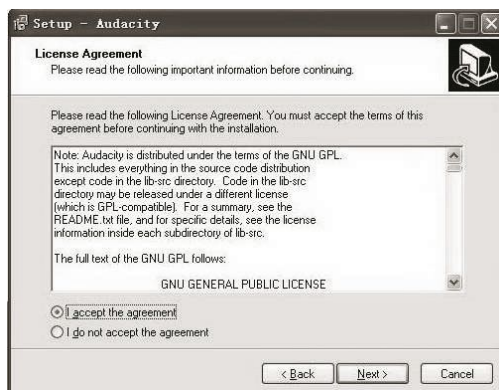 Setup - Audacity
License Agreement
Please read the following important information before continuing.
Please read the following License Agreement. You must accept the terms of this
agreement before continuing with the installation.
Note: Audacity is distributed under the terms of the GNU GPL.
This includes everything in the source code distribution
except code in the lib-src directory. Code in the lib-src
directory may be released under a different license
(which is GPL-compatible). For a summary, see the
README.txt file, and for specific details, see the license
information inside each subdirectory of lib-src.
The full text of the GNU GPL follows:
GNU GENERAL PUBLIC LICENSE
I accept the agreement
I do not accept the agreement
< Back
Next >
Cancel